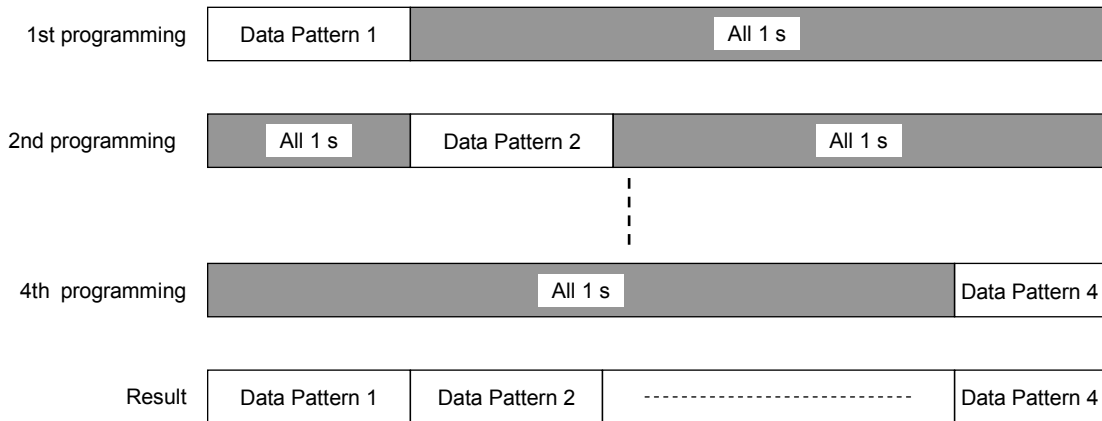 1st programming Data Pattern 1 All 1 s
2nd programming All 1 s Data Pattern 2 All 1 s
4th programming All 1 s Data Pattern 4
Result Data Pattern 1 Data Pattern 2 Data Pattern 4